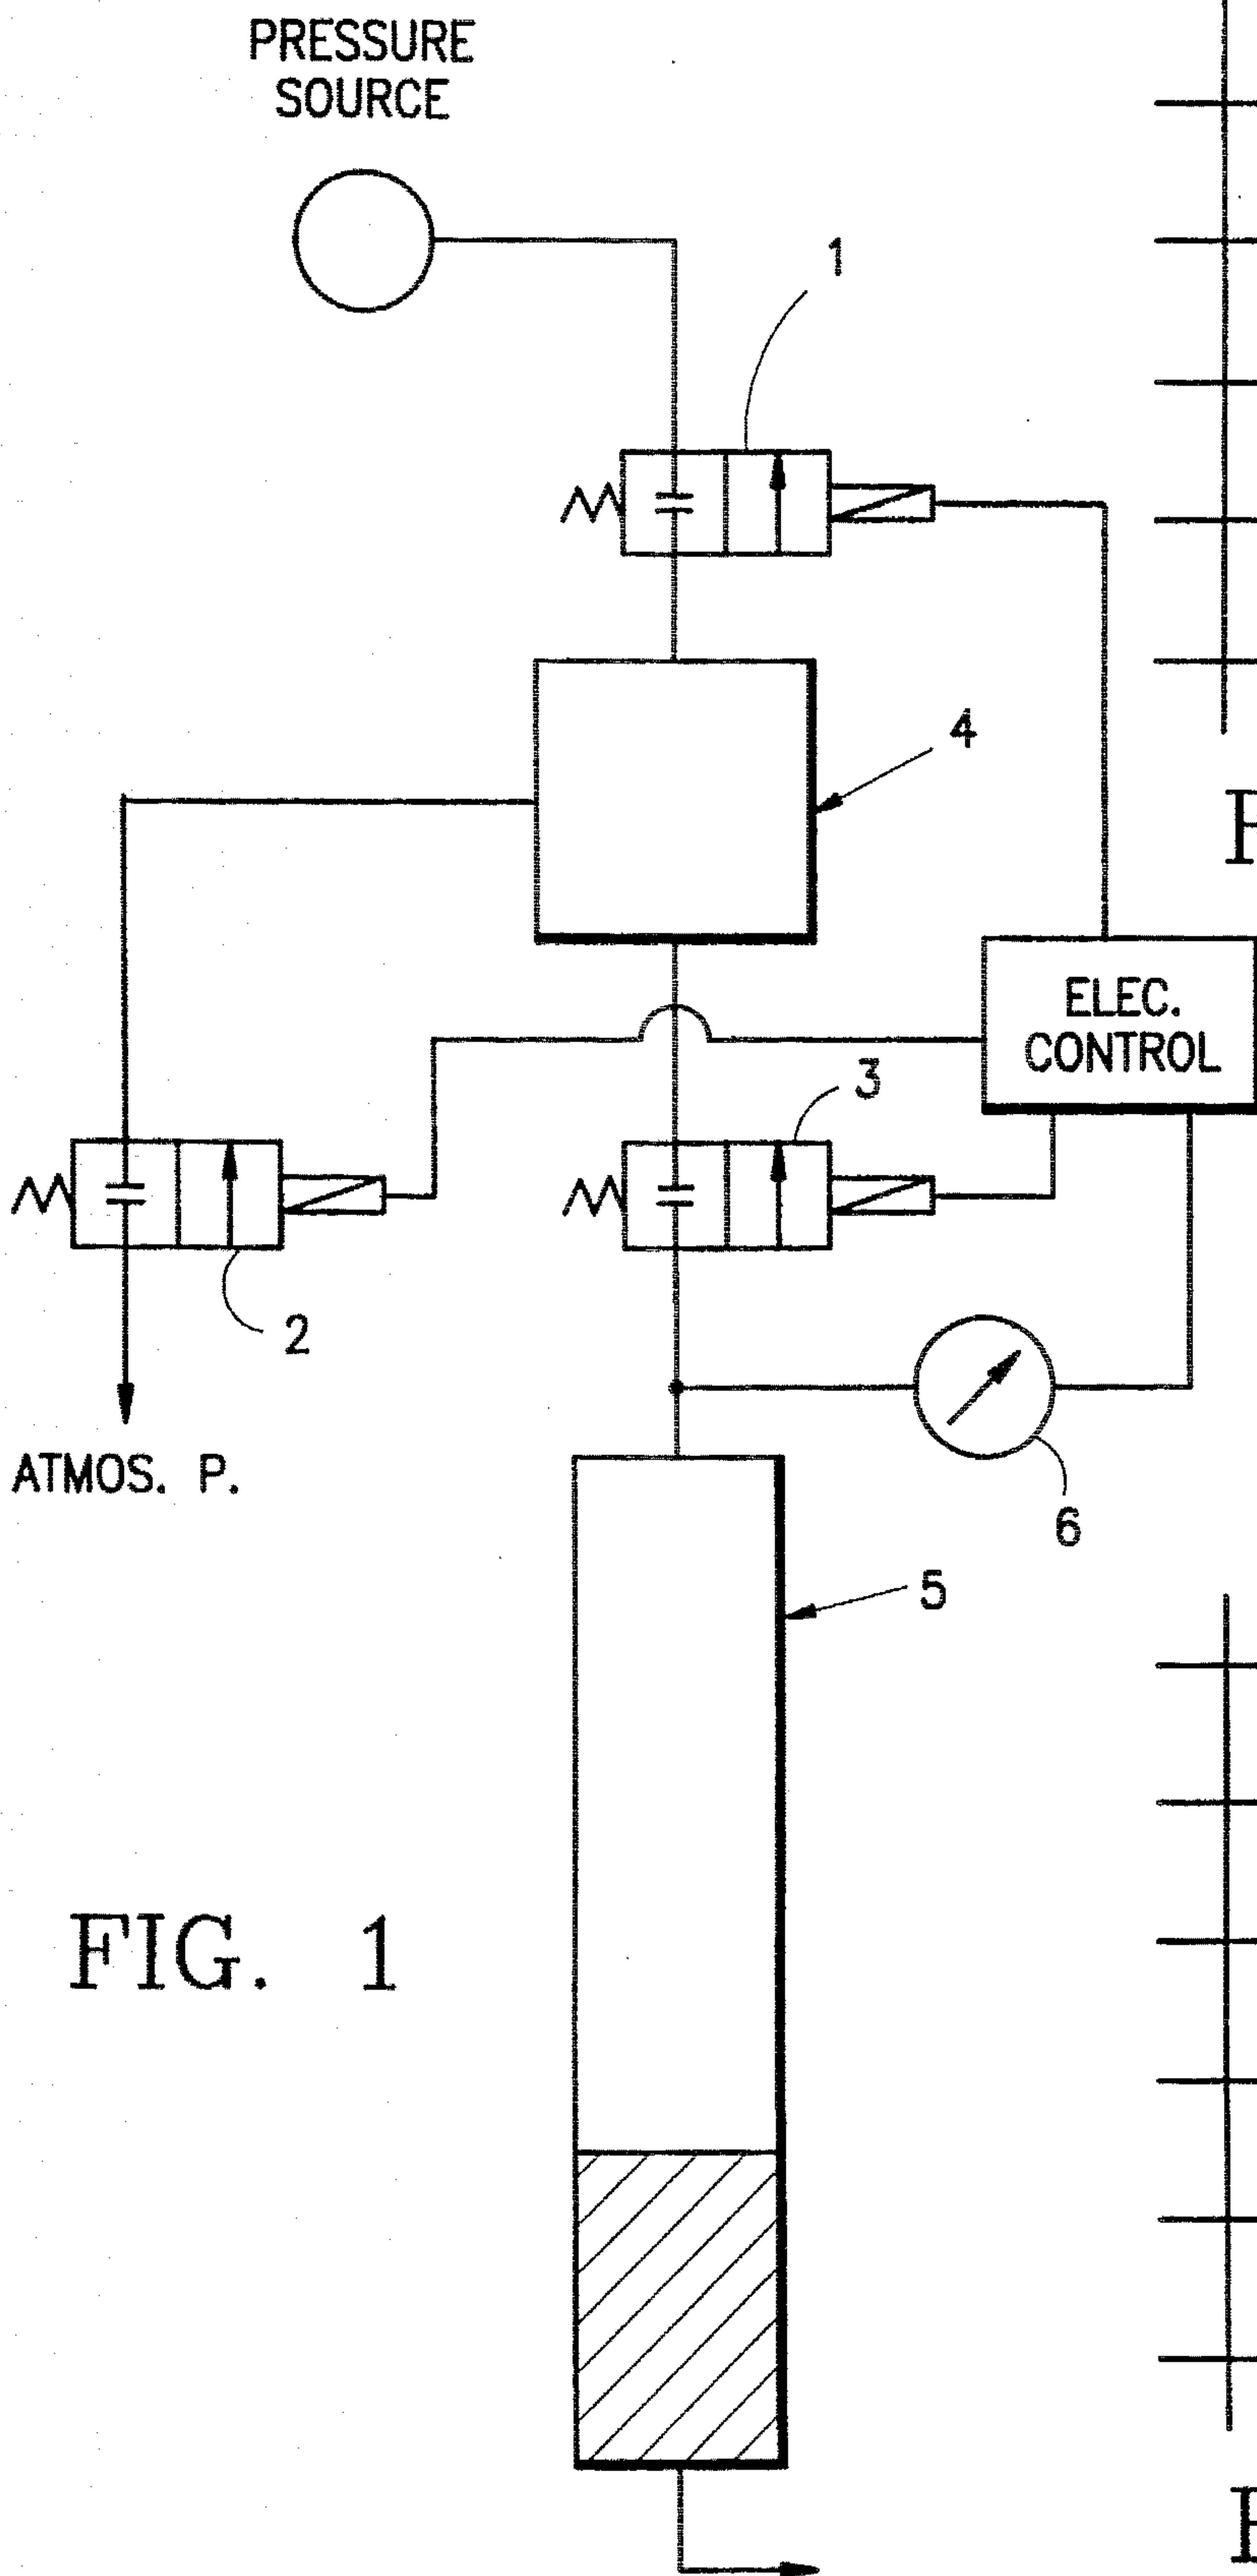 PRESSURE
SOURCE
1
4
ELEC.
CONTROL
3
2
ATMOS. P.
6
5
FIG. 1